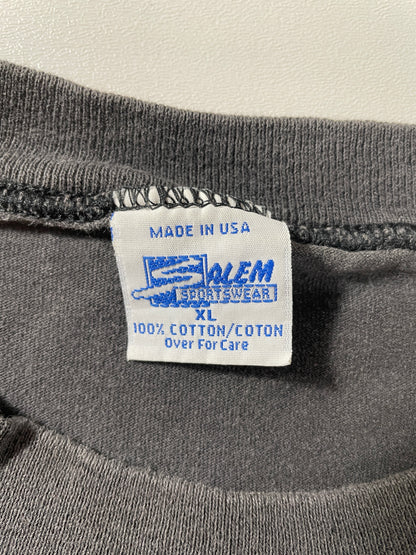 MADE IN USA
SALEM
SPORTSWEAR
XL
100% COTTON/COTON
Over For Care